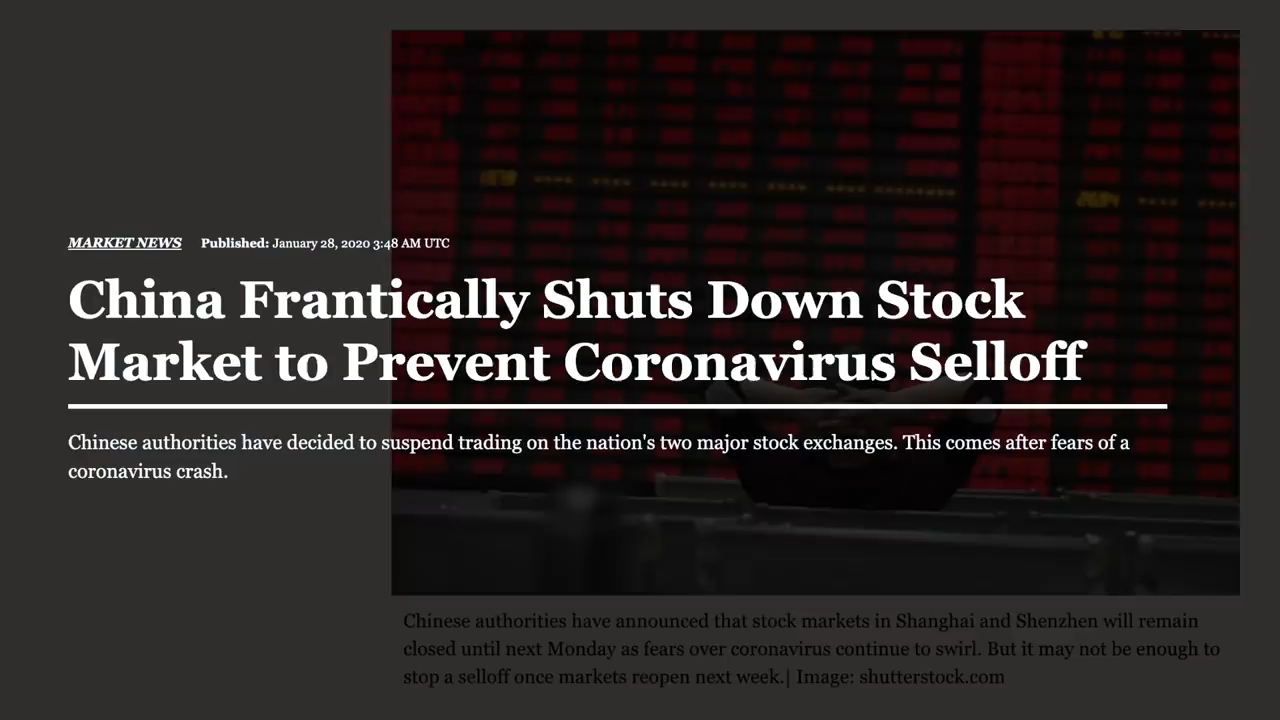 MARKET NEWS Published: January 28, 2020 3:48 AM UTC
China Frantically Shuts Down Stock
Market to Prevent Coronavirus Selloff
Chinese authorities have decided to suspend trading on the nation's two major stock exchanges. This comes after fears of a
coronavirus crash.
Chinese authorities have announced that stock markets in Shanghai and Shenzhen will remain
closed until next Monday as fears over coronavirus continue to swirl. But it may not be enough to
stop a selloff once markets reopen next week.| Image: shutterstock.com